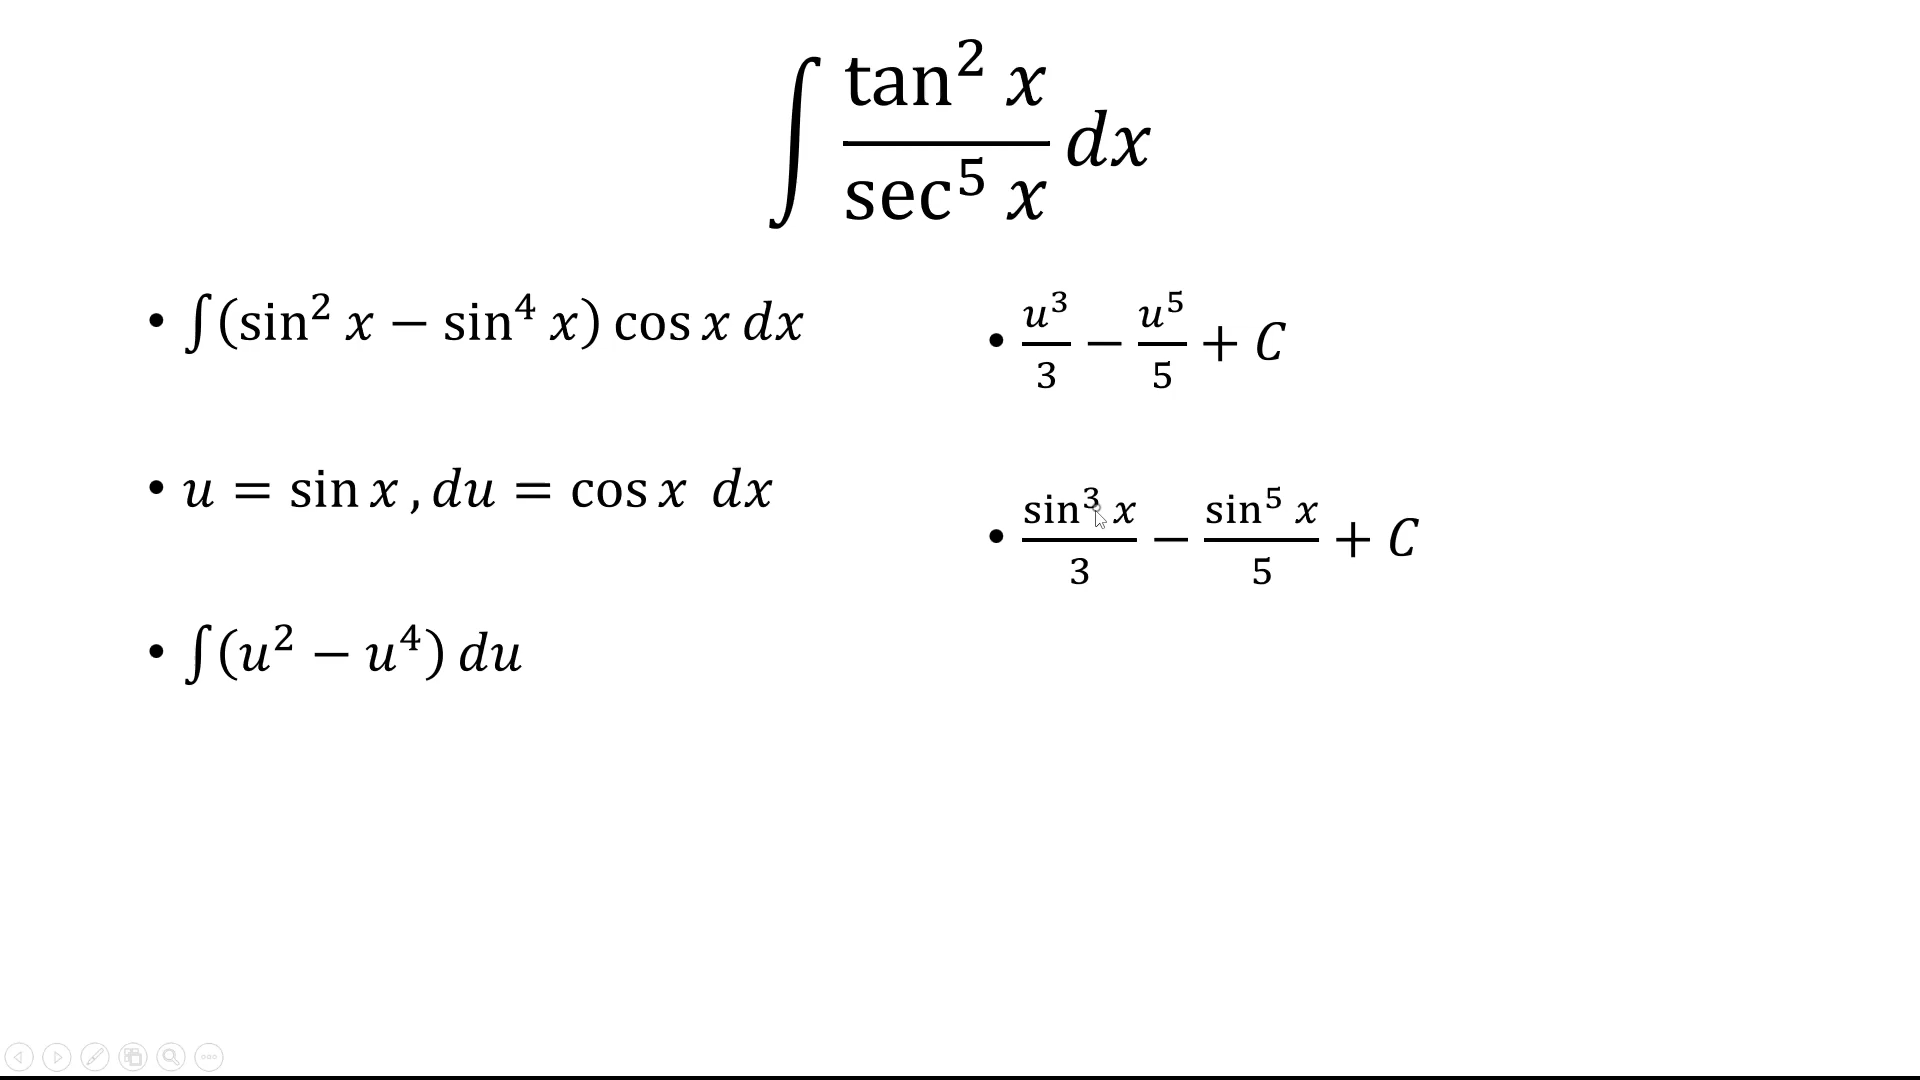 ∫ tan² x / sec⁵ x dx
• ∫(sin² x − sin⁴ x) cos x dx
• u = sin x , du = cos x dx
• ∫(u² − u⁴) du
• u³/3 − u⁵/5 + C
• sin³ x/3 − sin⁵ x/5 + C